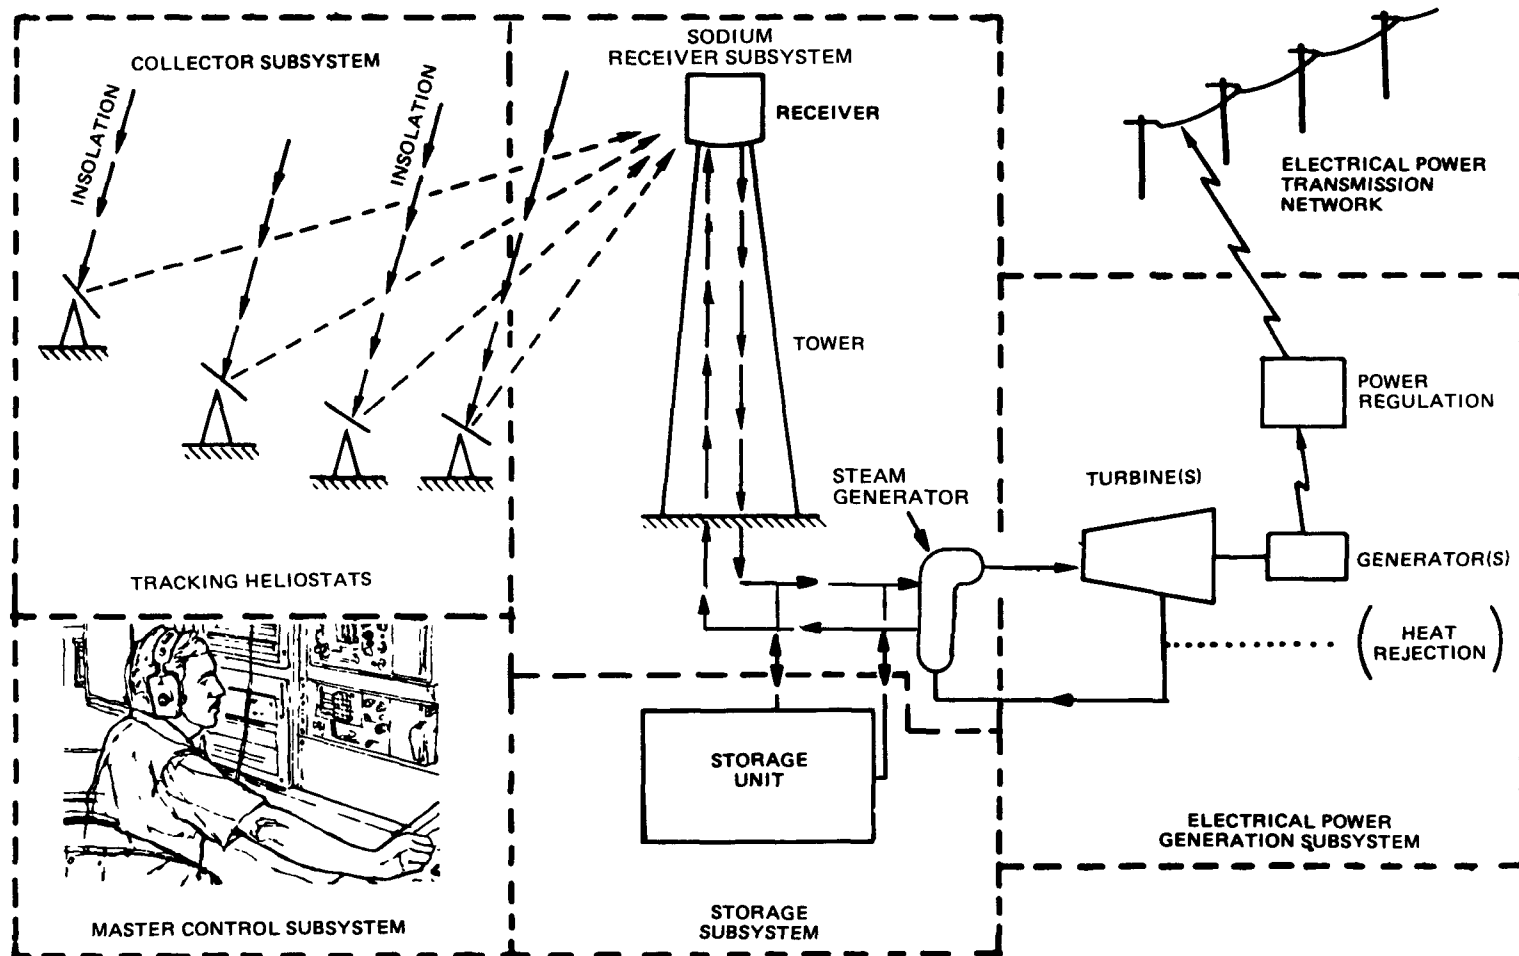 COLLECTOR SUBSYSTEM
INSOLATION
INSOLATION
TRACKING HELIOSTATS
SODIUM
RECEIVER SUBSYSTEM
RECEIVER
TOWER
STEAM
GENERATOR
ELECTRICAL POWER
TRANSMISSION
NETWORK
POWER
REGULATION
TURBINE(S)
GENERATOR(S)
(HEAT
REJECTION)
ELECTRICAL POWER
GENERATION SUBSYSTEM
STORAGE
UNIT
STORAGE
SUBSYSTEM
MASTER CONTROL SUBSYSTEM